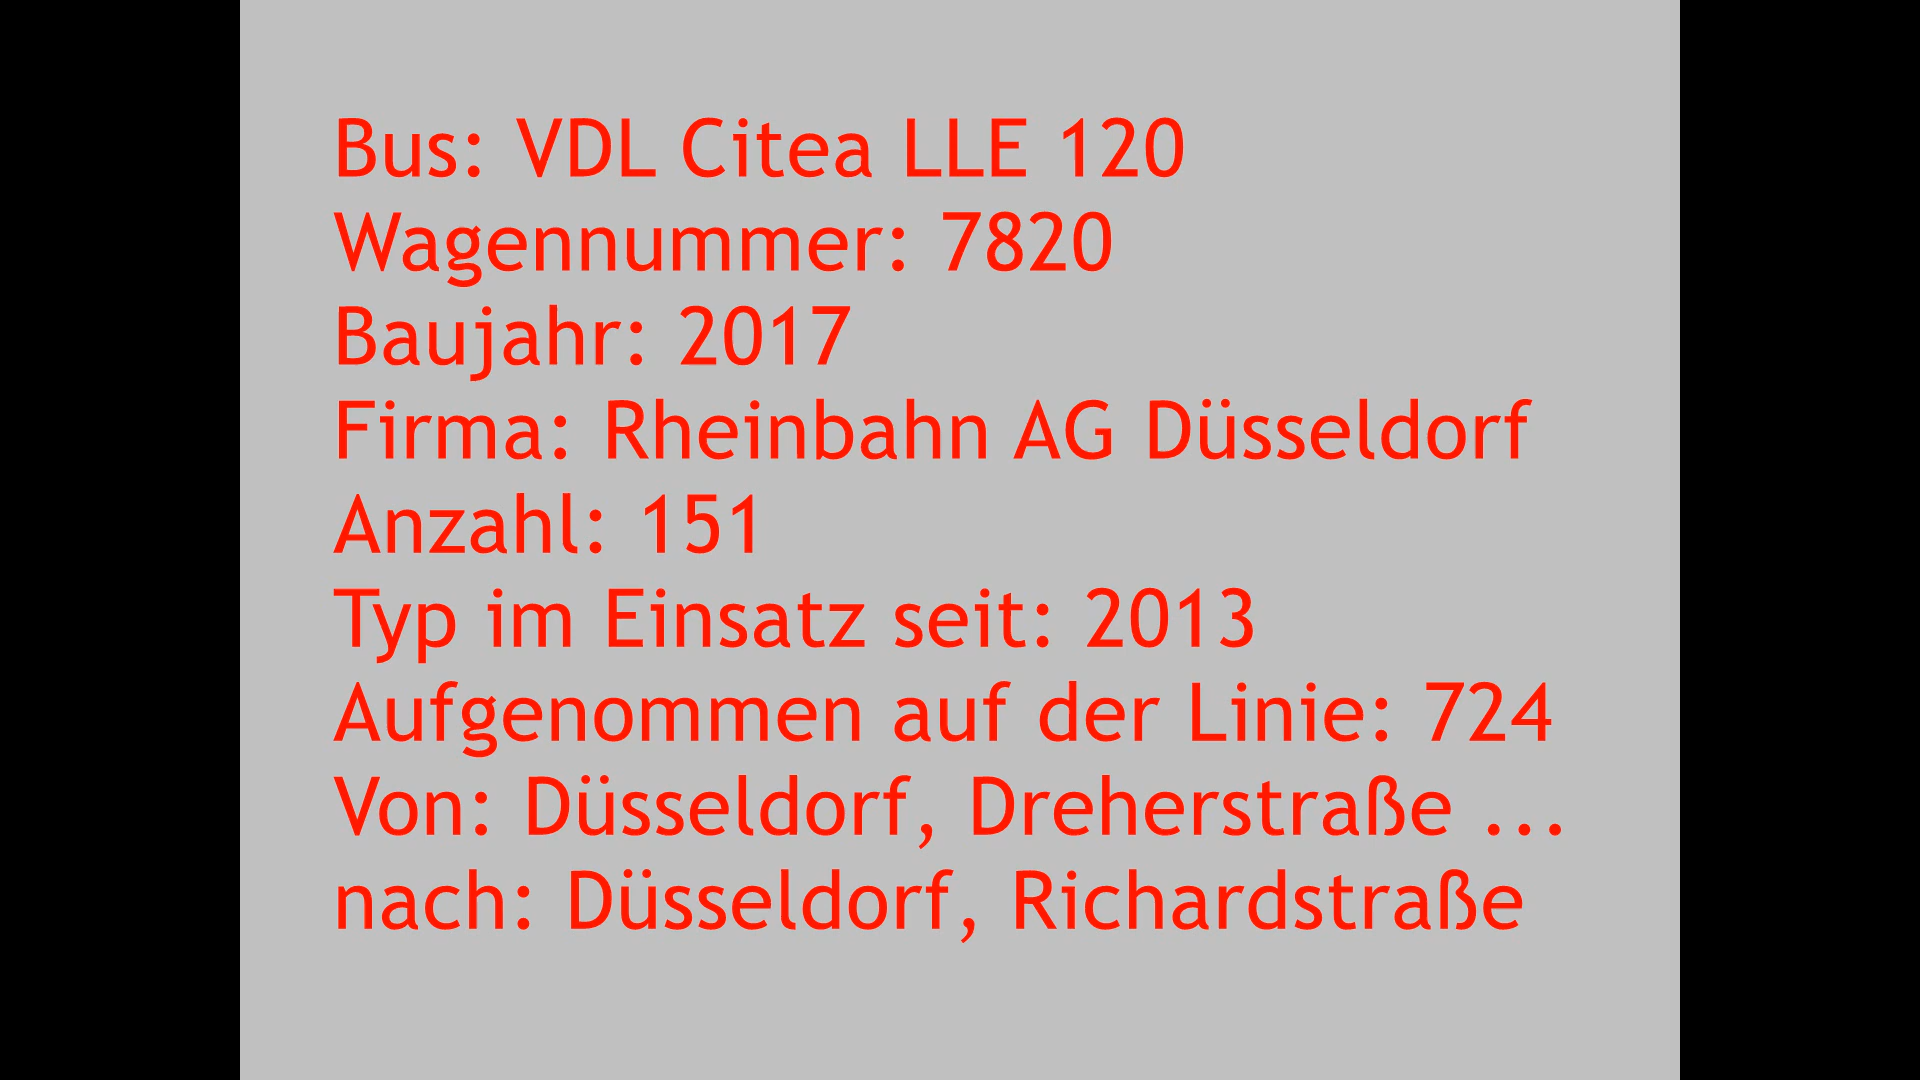 Bus: VDL Citea LLE 120
Wagennummer: 7820
Baujahr: 2017
Firma: Rheinbahn AG Düsseldorf
Anzahl: 151
Typ im Einsatz seit: 2013
Aufgenommen auf der Linie: 724
Von: Düsseldorf, Dreherstraße ...
nach: Düsseldorf, Richardstraße